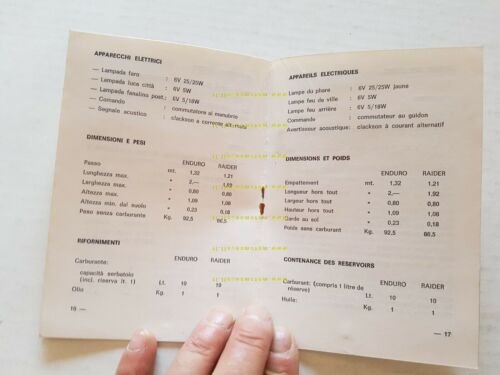 APPARECCHI ELETTRICI
— Lampada faro : 6V 25/25W
— Lampada luce città : 6V 5W
— Lampada fanalino post.: 6V 5/18W
— Comando : commutatore al manubrio
— Segnale acustico : clackson a corrente alternata
DIMENSIONI E PESI
ENDURO RAIDER
Passo mt. 1,32 1,21
Lunghezza max. » 2,— 1,92
Larghezza max. » 0,80 0,80
Altezza max. » 1,09 1,08
Altezza min. dal suolo » 0,23 0,18
Peso senza carburante Kg. 92,5 86,5
RIFORNIMENTI
ENDURO RAIDER
Carburante:
capacità serbatoio
(incl. riserva lt. 1) Lt. 10 10
Olio Kg. 1 1
16 —
APPAREILS ELECTRIQUES
Lampe du phare : 6V 25/25W jaune
Lampe feu de ville : 6V 5W
Lampe feu arrière : 6V 5/18W
Commande : commutateur au guidon
Avertisseur acoustique: clackson à courant alternatif
DIMENSIONS ET POIDS
ENDURO RAIDER
Empattement mt. 1,32 1,21
Longueur hors tout » 2,— 1,92
Largeur hors tout » 0,80 0,80
Hauteur hors tout » 1,09 1,08
Garde au sol » 0,23 0,18
Poids sans carburant Kg. 92,5 86,5
CONTENANCE DES RESERVOIRS
ENDURO RAIDER
Carburant: (compris 1 litre de
réserve) Lt. 10 10
Huile: Kg. 1 1
— 17